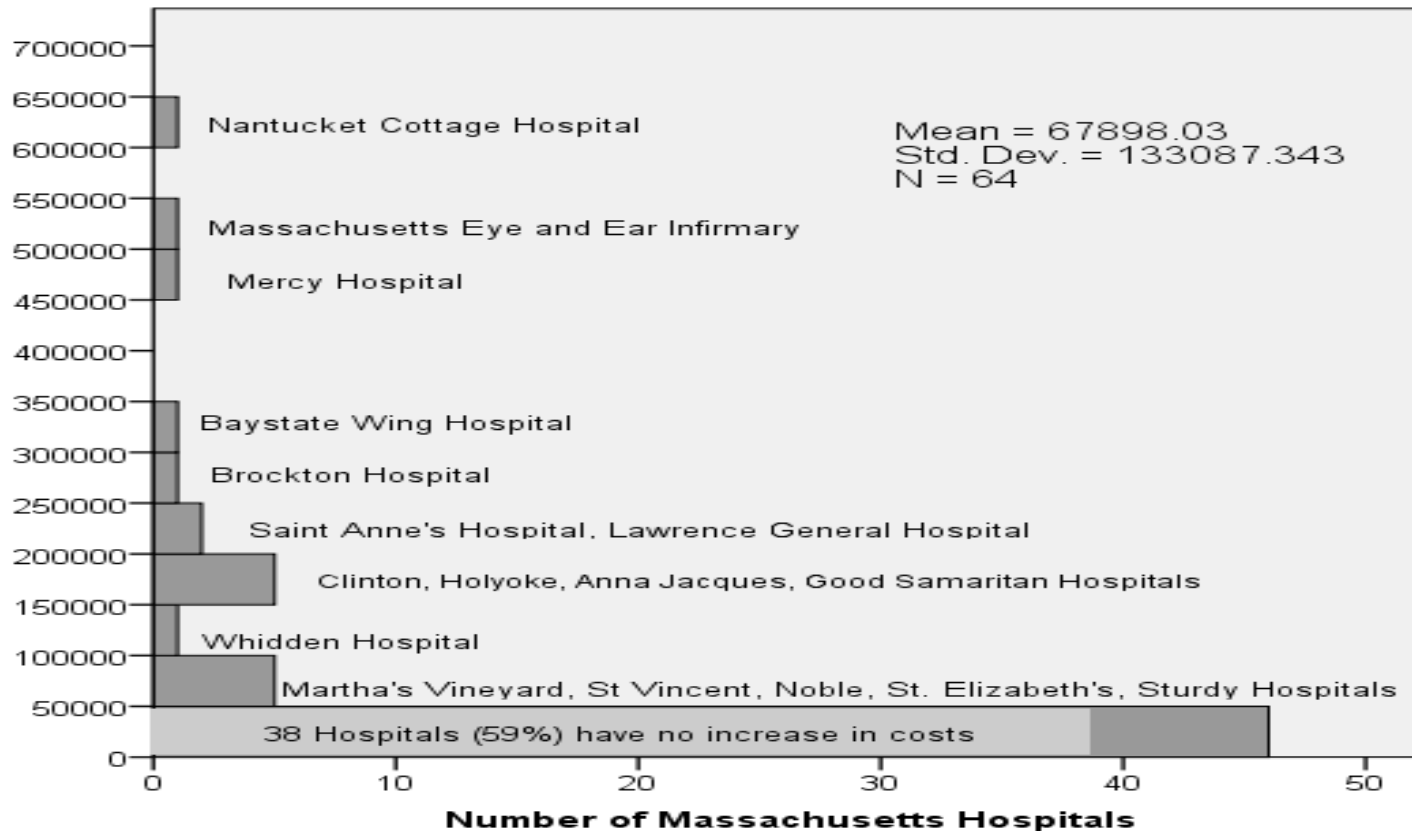 700000
650000
Nantucket Cottage Hospital
Mean = 67898.03
Std. Dev. = 133087.343
N = 64
600000
550000
Massachusetts Eye and Ear Infirmary
500000
Mercy Hospital
450000
400000
350000
Baystate Wing Hospital
300000
Brockton Hospital
250000
Saint Anne's Hospital, Lawrence General Hospital
200000
Clinton, Holyoke, Anna Jacques, Good Samaritan Hospitals
150000
Whidden Hospital
100000
Martha's Vineyard, St Vincent, Noble, St. Elizabeth's, Sturdy Hospitals
50000
38 Hospitals (59%) have no increase in costs
0
0 10 20 30 40 50
Number of Massachusetts Hospitals